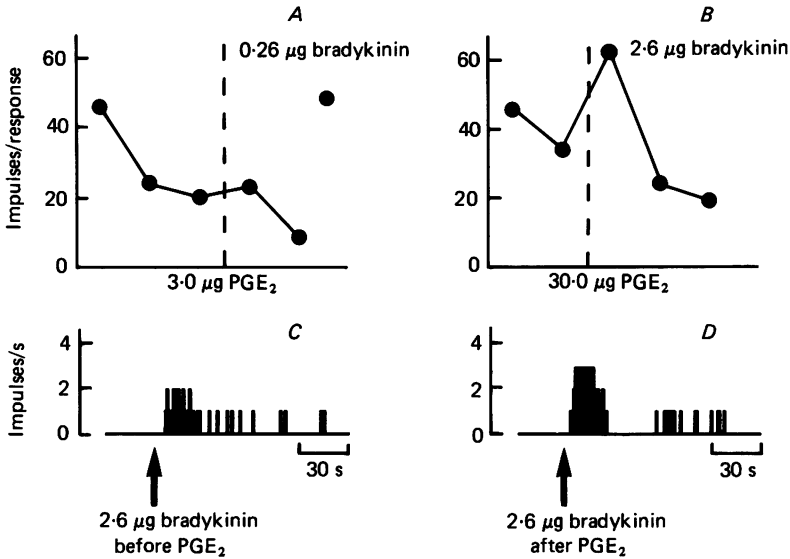 A
0·26 μg bradykinin
Impulses/response
60
40
20
0
3·0 μg PGE₂
B
2·6 μg bradykinin
60
40
20
0
30·0 μg PGE₂
C
Impulses/s
4
2
0
30 s
2·6 μg bradykinin
before PGE₂
D
4
2
0
30 s
2·6 μg bradykinin
after PGE₂